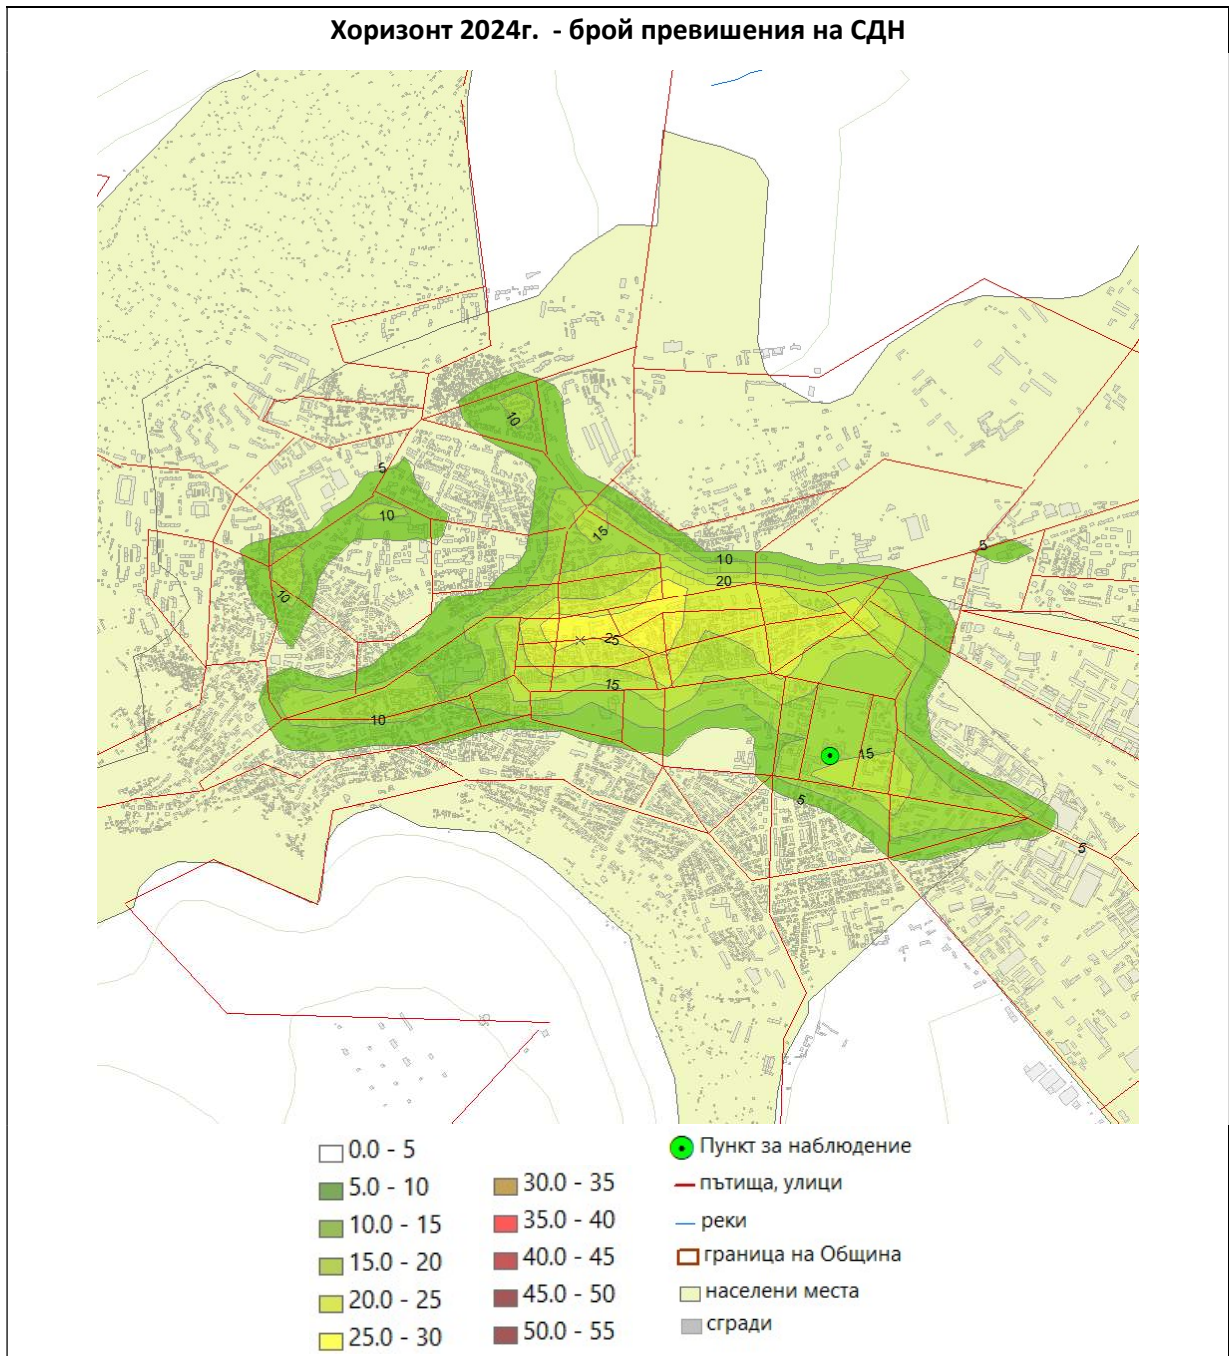 Хоризонт 2024г. - брой превишения на СДН
10
5
15
10
10
5
10
20
25
15
10
15
5
5
0.0 - 5
5.0 - 10
10.0 - 15
15.0 - 20
20.0 - 25
25.0 - 30
30.0 - 35
35.0 - 40
40.0 - 45
45.0 - 50
50.0 - 55
Пункт за наблюдение
пътища, улици
реки
граница на Община
населени места
сгради